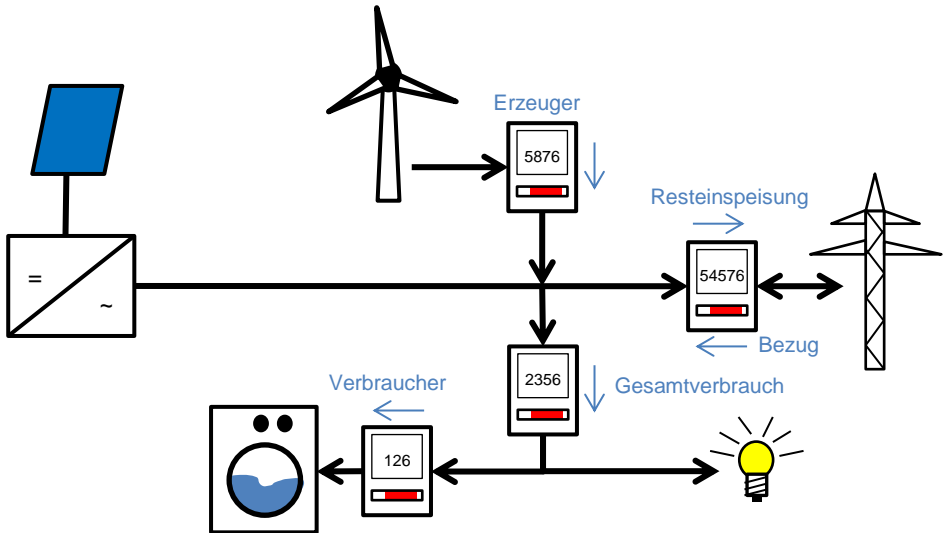 Erzeuger
5876
Resteinspeisung
=
~
54576
Bezug
Verbraucher
2356
Gesamtverbrauch
126